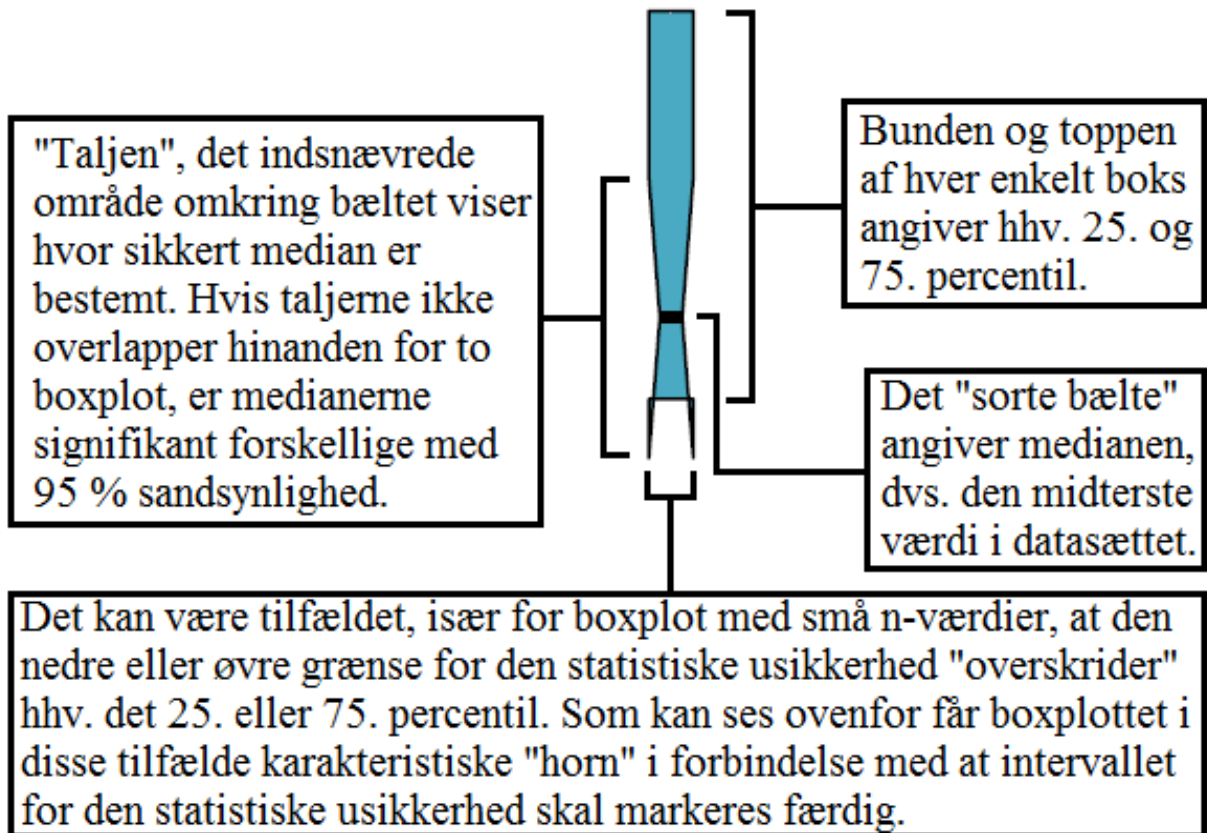 "Taljen", det indsnævrede
område omkring bæltet viser
hvor sikkert median er
bestemt. Hvis taljerne ikke
overlapper hinanden for to
boxplot, er medianerne
signifikant forskellige med
95 % sandsynlighed.
Bunden og toppen
af hver enkelt boks
angiver hhv. 25. og
75. percentil.
Det "sorte bælte"
angiver medianen,
dvs. den midterste
værdi i datasættet.
Det kan være tilfældet, især for boxplot med små n-værdier, at den
nedre eller øvre grænse for den statistiske usikkerhed "overskrider"
hhv. det 25. eller 75. percentil. Som kan ses ovenfor får boxplottet i
disse tilfælde karakteristiske "horn" i forbindelse med at intervallet
for den statistiske usikkerhed skal markeres færdig.